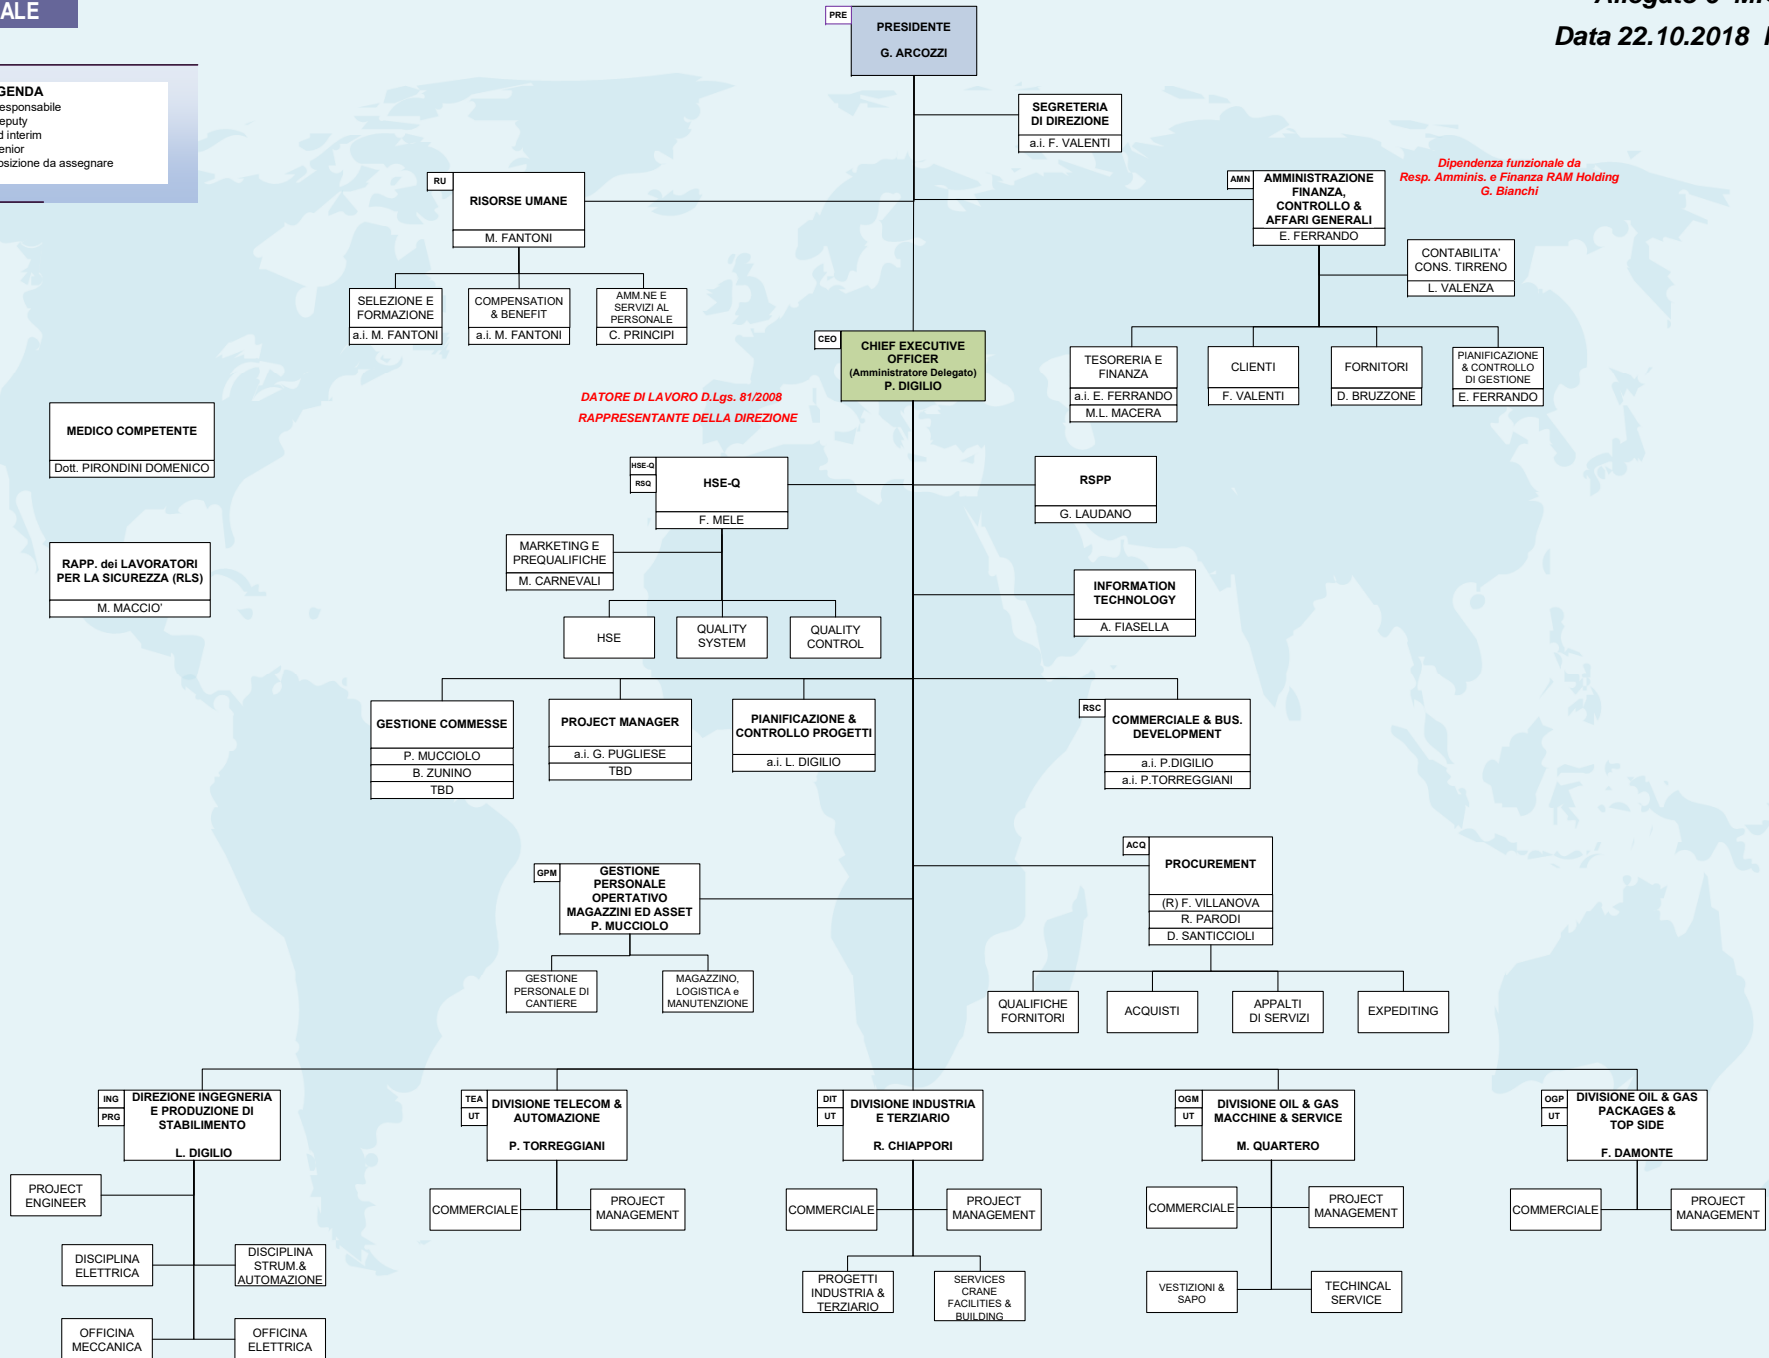 ALE
Data 22.10.2018
PRE
PRESIDENTE
G. ARCOZZI
GENDA
esponsabile
eputy
d interim
enior
osizione da assegnare
SEGRETERIA
DI DIREZIONE
a.i. F. VALENTI
RU
RISORSE UMANE
M. FANTONI
AMN
AMMINISTRAZIONE
FINANZA,
CONTROLLO &
AFFARI GENERALI
E. FERRANDO
Dipendenza funzionale da
Resp. Amminis. e Finanza RAM Holding
G. Bianchi
CONTABILITA'
CONS. TIRRENO
L. VALENZA
SELEZIONE E
FORMAZIONE
a.i. M. FANTONI
COMPENSATION
& BENEFIT
a.i. M. FANTONI
AMM.NE E
SERVIZI AL
PERSONALE
C. PRINCIPI
CEO
CHIEF EXECUTIVE
OFFICER
(Amministratore Delegato)
P. DIGILIO
TESORERIA E
FINANZA
a.i. E. FERRANDO
M.L. MACERA
CLIENTI
F. VALENTI
FORNITORI
D. BRUZZONE
PIANIFICAZIONE
& CONTROLLO
DI GESTIONE
E. FERRANDO
DATORE DI LAVORO D.Lgs. 81/2008
RAPPRESENTANTE DELLA DIREZIONE
MEDICO COMPETENTE
Dott. PIRONDINI DOMENICO
HSE-Q
RSQ
HSE-Q
F. MELE
RSPP
G. LAUDANO
MARKETING E
PREQUALIFICHE
M. CARNEVALI
RAPP. dei LAVORATORI
PER LA SICUREZZA (RLS)
M. MACCIO'
INFORMATION
TECHNOLOGY
A. FIASELLA
HSE
QUALITY
SYSTEM
QUALITY
CONTROL
GESTIONE COMMESSE
P. MUCCIOLO
B. ZUNINO
TBD
PROJECT MANAGER
a.i. G. PUGLIESE
TBD
PIANIFICAZIONE &
CONTROLLO PROGETTI
a.i. L. DIGILIO
RSC
COMMERCIALE & BUS.
DEVELOPMENT
a.i. P.DIGILIO
a.i. P.TORREGGIANI
GPM
GESTIONE
PERSONALE
OPERTATIVO
MAGAZZINI ED ASSET
P. MUCCIOLO
ACQ
PROCUREMENT
(R) F. VILLANOVA
R. PARODI
D. SANTICCIOLI
GESTIONE
PERSONALE DI
CANTIERE
MAGAZZINO,
LOGISTICA e
MANUTENZIONE
QUALIFICHE
FORNITORI
ACQUISTI
APPALTI
DI SERVIZI
EXPEDITING
ING
PRG
DIREZIONE INGEGNERIA
E PRODUZIONE DI
STABILIMENTO
L. DIGILIO
TEA
UT
DIVISIONE TELECOM &
AUTOMAZIONE
P. TORREGGIANI
DIT
UT
DIVISIONE INDUSTRIA
E TERZIARIO
R. CHIAPPORI
OGM
UT
DIVISIONE OIL & GAS
MACCHINE & SERVICE
M. QUARTERO
OGP
UT
DIVISIONE OIL & GAS
PACKAGES &
TOP SIDE
F. DAMONTE
PROJECT
ENGINEER
COMMERCIALE
PROJECT
MANAGEMENT
COMMERCIALE
PROJECT
MANAGEMENT
COMMERCIALE
PROJECT
MANAGEMENT
COMMERCIALE
PROJECT
MANAGEMENT
DISCIPLINA
ELETTRICA
DISCIPLINA
STRUM.&
AUTOMAZIONE
PROGETTI
INDUSTRIA &
TERZIARIO
SERVICES
CRANE
FACILITIES &
BUILDING
VESTIZIONI &
SAPO
TECHINCAL
SERVICE
OFFICINA
MECCANICA
OFFICINA
ELETTRICA